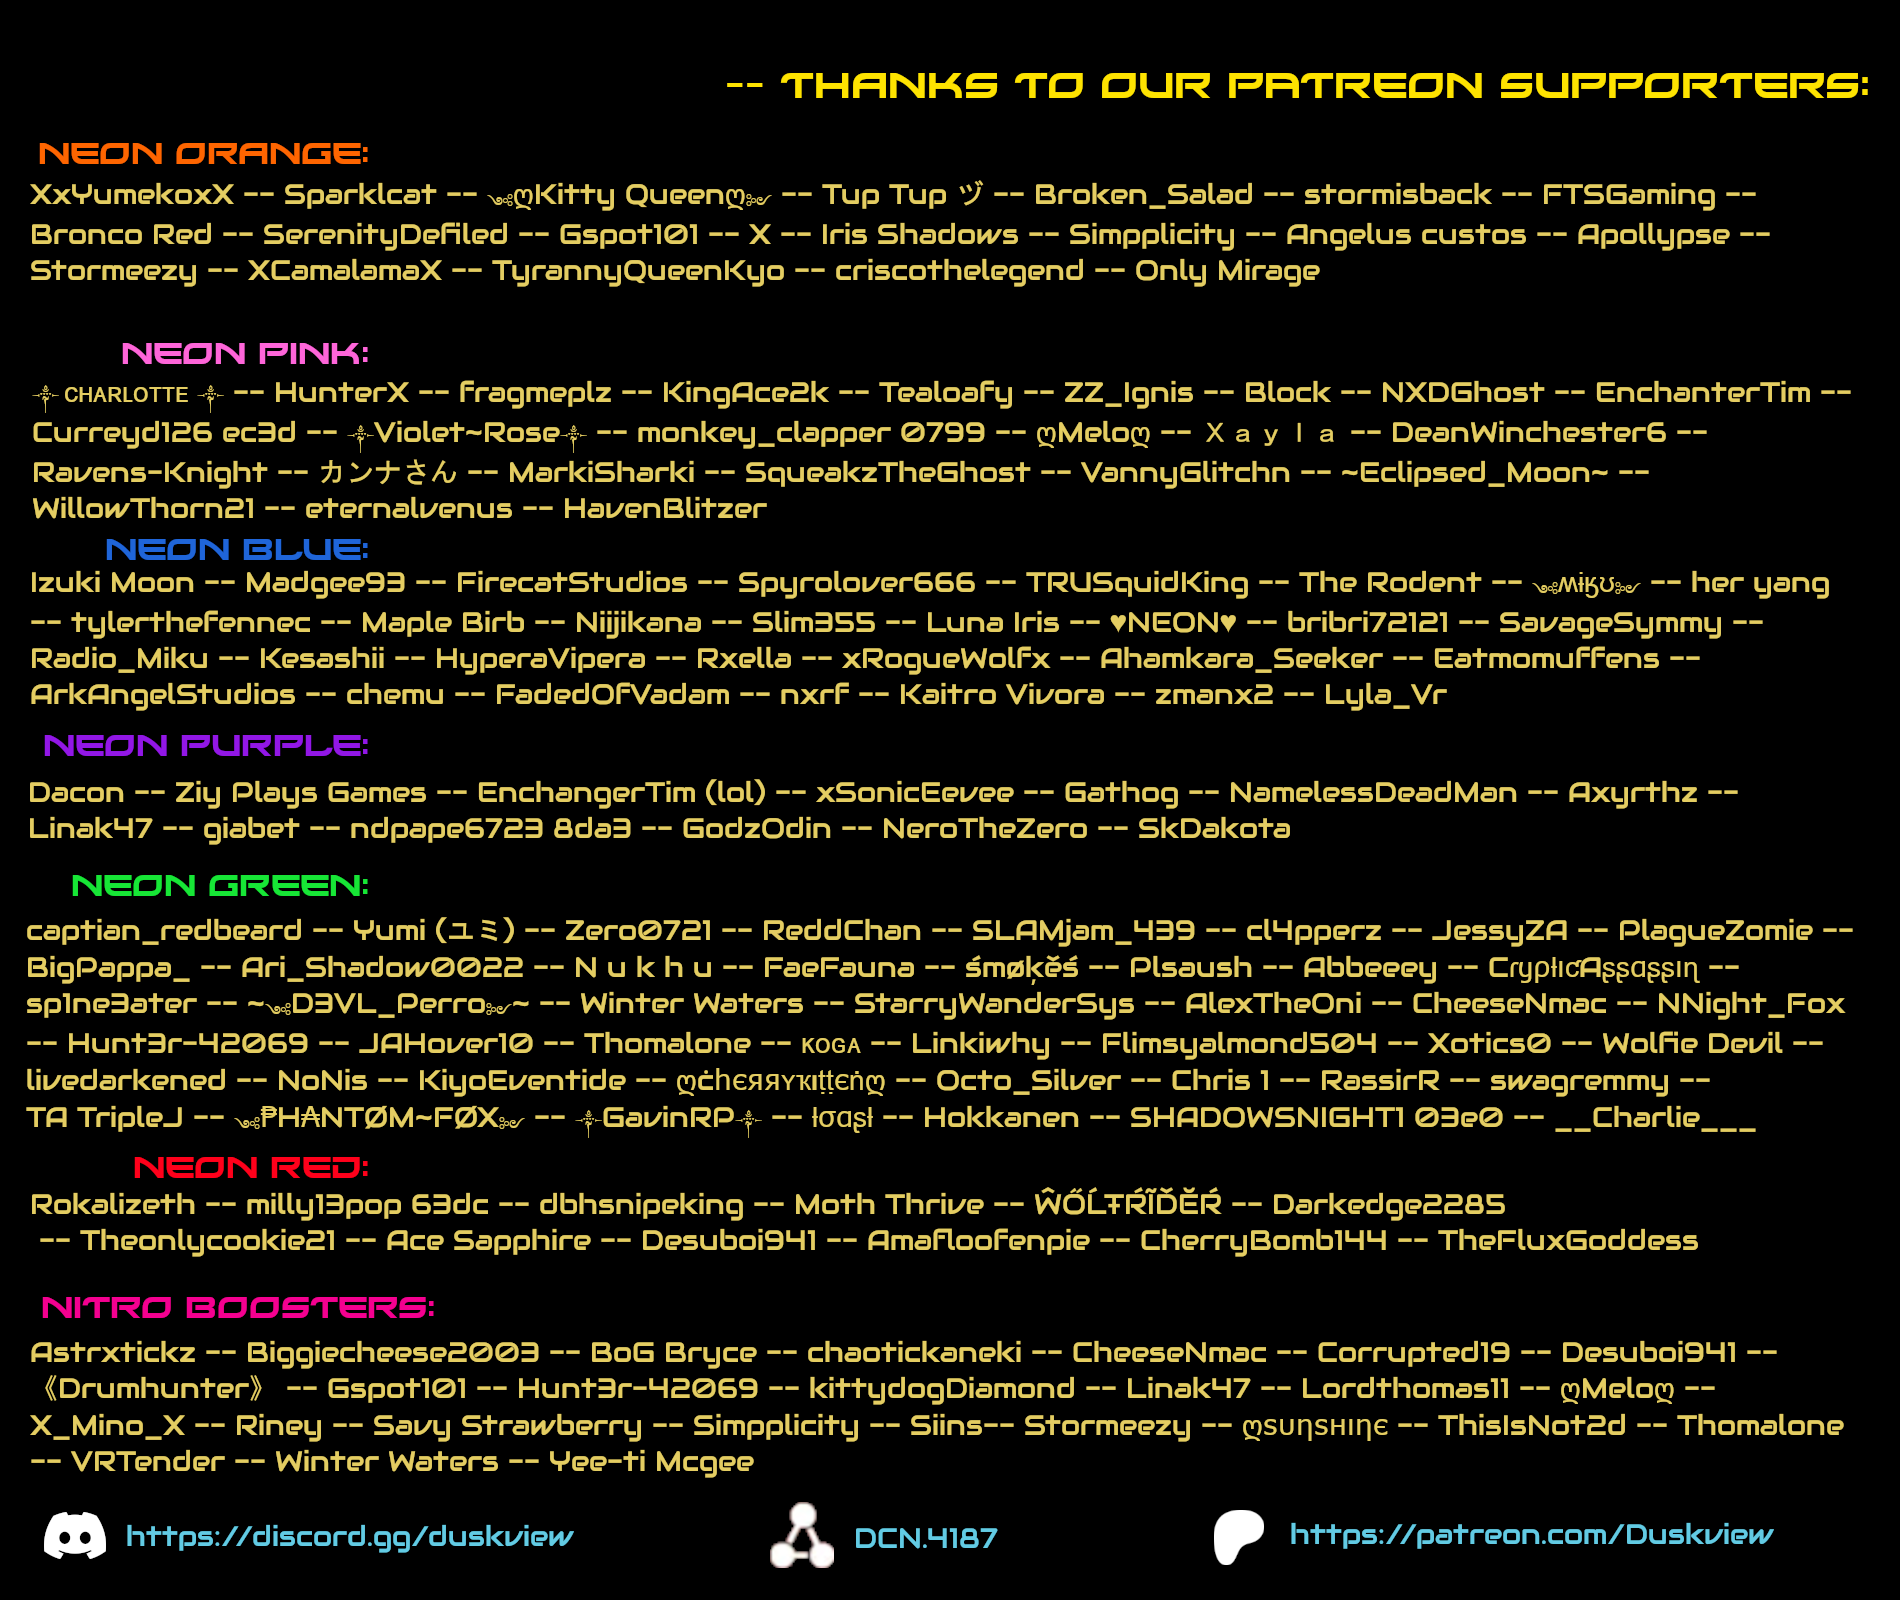 -- THANKS TO OUR PATREON SUPPORTERS:
NEON ORANGE:
XxYumekoxX -- Sparklcat -- ༺ღKitty Queenღ༻ -- Tup Tup ヅ -- Broken_Salad -- stormisback -- FTSGaming --
Bronco Red -- SerenityDefiled -- Gspot101 -- X -- Iris Shadows -- Simpplicity -- Angelus custos -- Apollypse --
Stormeezy -- XCamalamaX -- TyrannyQueenKyo -- criscothelegend -- Only Mirage
NEON PINK:
༒ ᴄʜᴀʀʟᴏᴛᴛᴇ ༒ -- HunterX -- fragmeplz -- KingAce2k -- Tealoafy -- ZZ_Ignis -- Block -- NXDGhost -- EnchanterTim --
Curreyd126 ec3d -- ༒Violet~Rose༒ -- monkey_clapper 0799 -- ღMeloღ -- Ｘａｙｌａ -- DeanWinchester6 --
Ravens-Knight -- カンナさん -- MarkiSharki -- SqueakzTheGhost -- VannyGlitchn -- ~Eclipsed_Moon~ --
WillowThorn21 -- eternalvenus -- HavenBlitzer
NEON BLUE:
Izuki Moon -- Madgee93 -- FirecatStudios -- Spyrolover666 -- TRUSquidKing -- The Rodent -- ༺ʍɨӄʊ༻ -- her yang
-- tylerthefennec -- Maple Birb -- Niijikana -- Slim355 -- Luna Iris -- ♥NEON♥ -- bribri72121 -- SavageSymmy --
Radio_Miku -- Kesashii -- HyperaVipera -- Rxella -- xRogueWolfx -- Ahamkara_Seeker -- Eatmomuffens --
ArkAngelStudios -- chemu -- FadedOfVadam -- nxrf -- Kaitro Vivora -- zmanx2 -- Lyla_Vr
NEON PURPLE:
Dacon -- Ziy Plays Games -- EnchangerTim (lol) -- xSonicEevee -- Gathog -- NamelessDeadMan -- Axyrthz --
Linak47 -- giabet -- ndpape6723 8da3 -- GodzOdin -- NeroTheZero -- SkDakota
NEON GREEN:
captian_redbeard -- Yumi (ユミ) -- Zero0721 -- ReddChan -- SLAMjam_439 -- cl4pperz -- JessyZA -- PlagueZomie --
BigPappa_ -- Ari_Shadow0022 -- N u k h u -- FaeFauna -- śmøķěś -- Plsaush -- Abbeeey -- CɾყρƚıƈAʂʂαʂʂıɳ --
sp1ne3ater -- ~༺D3VL_Perro༻~ -- Winter Waters -- StarryWanderSys -- AlexTheOni -- CheeseNmac -- NNight_Fox
-- Hunt3r-42069 -- JAHover10 -- Thomalone -- ᴋᴏɢᴀ -- Linkiwhy -- Flimsyalmond504 -- Xotics0 -- Wolfie Devil --
livedarkened -- NoNis -- KiyoEventide -- ღċhєяяʏҡıṭṭєṅღ -- Octo_Silver -- Chris 1 -- RassirR -- swagremmy --
TA TripleJ -- ༺₱H₳NTØM~FØX༻ -- ༒GavinRP༒ -- ƚσαʂƚ -- Hokkanen -- SHADOWSNIGHT1 03e0 -- __Charlie___
NEON RED:
Rokalizeth -- milly13pop 63dc -- dbhsnipeking -- Moth Thrive -- ŴŐĹŦŔĨĎĔŔ -- Darkedge2285
-- Theonlycookie21 -- Ace Sapphire -- Desuboi941 -- Amafloofenpie -- CherryBomb144 -- TheFluxGoddess
NITRO BOOSTERS:
Astrxtickz -- Biggiecheese2003 -- BoG Bryce -- chaotickaneki -- CheeseNmac -- Corrupted19 -- Desuboi941 --
《Drumhunter》 -- Gspot101 -- Hunt3r-42069 -- kittydogDiamond -- Linak47 -- Lordthomas11 -- ღMeloღ --
X_Mino_X -- Riney -- Savy Strawberry -- Simpplicity -- Siins-- Stormeezy -- ღѕυηѕнιηє -- ThisIsNot2d -- Thomalone
-- VRTender -- Winter Waters -- Yee-ti Mcgee
https://discord.gg/duskview
DCN.4187
https://patreon.com/Duskview